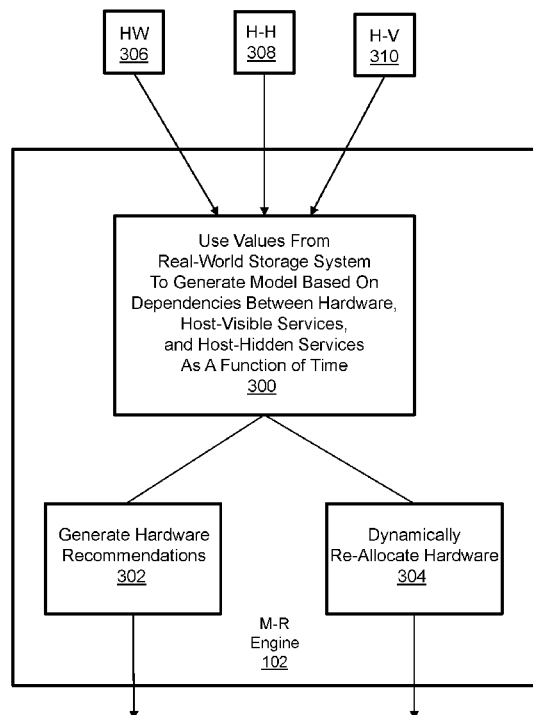 HW
306
H-H
308
H-V
310
Use Values From
Real-World Storage System
To Generate Model Based On
Dependencies Between Hardware,
Host-Visible Services,
and Host-Hidden Services
As A Function of Time
300
Generate Hardware
Recommendations
302
Dynamically
Re-Allocate Hardware
304
M-R
Engine
102